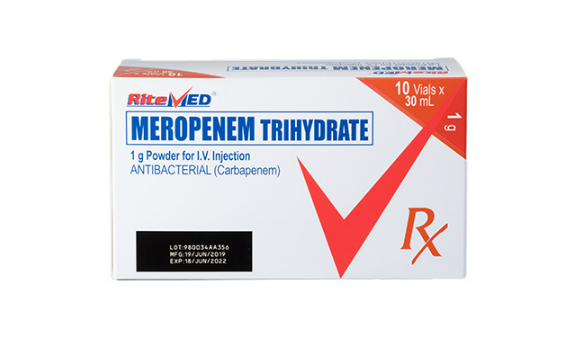 RiteMED
10 Vials x
30 mL
1 g
MEROPENEM TRIHYDRATE
1 g Powder for I.V. Injection
ANTIBACTERIAL (Carbapenem)
Rx
LOT:980034AA356
MFG:19/JUN/2019
EXP:18/JUN/2022